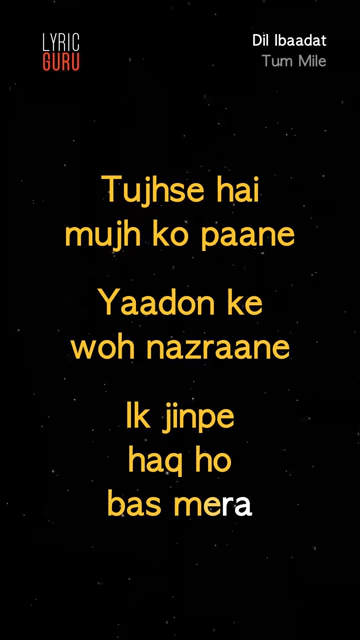 LYRIC
GURU
Dil Ibaadat
Tum Mile
Tujhse hai
mujh ko paane
Yaadon ke
woh nazraane
Ik jinpe
haq ho
bas mera